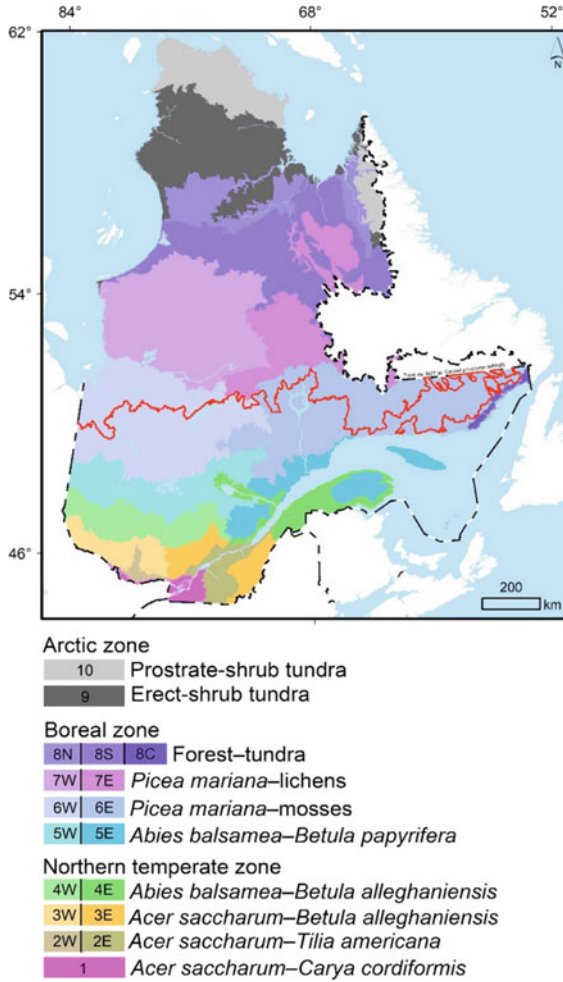 84 68 52
62°
N
54°
46°
200
km
Arctic zone
10 Prostrate-shrub tundra
9 Erect-shrub tundra
Boreal zone
8N 8S 8C Forest–tundra
7W 7E Picea mariana–lichens
6W 6E Picea mariana–mosses
5W 5E Abies balsamea–Betula papyrifera
Northern temperate zone
4W 4E Abies balsamea–Betula alleghaniensis
3W 3E Acer saccharum–Betula alleghaniensis
2W 2E Acer saccharum–Tilia americana
1 Acer saccharum–Carya cordiformis